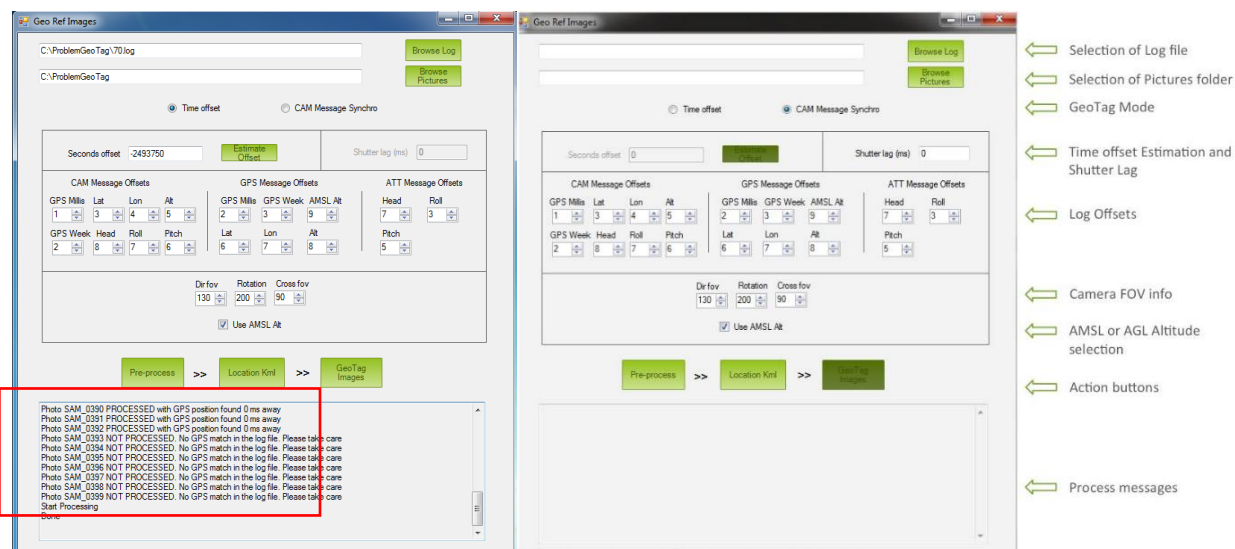 Geo Ref Images
C:\ProblemGeoTag\70.log
Browse Log
C:\ProblemGeoTag
Browse
Pictures
Time offset
CAM Message Synchro
Seconds offset -2493750
Estimate
Offset
Shutter lag (ms) 0
CAM Message Offsets
GPS Message Offsets
ATT Message Offsets
GPS Millis Lat Lon Alt
GPS Millis GPS Week AMSL Alt
Head Roll
1 3 4 5
2 3 9
7 3
GPS Week Head Roll Pitch
Lat Lon Alt
Pitch
2 8 7 6
6 7 8
5
Dir fov Rotation Cross fov
130 200 90
Use AMSL Alt
Pre-process >> Location Kml >> GeoTag
Images
Photo SAM_0390 PROCESSED with GPS position found 0 ms away
Photo SAM_0391 PROCESSED with GPS position found 0 ms away
Photo SAM_0392 PROCESSED with GPS position found 0 ms away
Photo SAM_0393 NOT PROCESSED. No GPS match in the log file. Please take care
Photo SAM_0394 NOT PROCESSED. No GPS match in the log file. Please take care
Photo SAM_0395 NOT PROCESSED. No GPS match in the log file. Please take care
Photo SAM_0396 NOT PROCESSED. No GPS match in the log file. Please take care
Photo SAM_0397 NOT PROCESSED. No GPS match in the log file. Please take care
Photo SAM_0398 NOT PROCESSED. No GPS match in the log file. Please take care
Photo SAM_0399 NOT PROCESSED. No GPS match in the log file. Please take care
Start Processing
Done
Geo Ref Images
Browse Log
Browse
Pictures
Time offset
CAM Message Synchro
Seconds offset 0
Estimate
Offset
Shutter lag (ms) 0
CAM Message Offsets
GPS Message Offsets
ATT Message Offsets
GPS Millis Lat Lon Alt
GPS Millis GPS Week AMSL Alt
Head Roll
1 3 4 5
2 3 9
7 3
GPS Week Head Roll Pitch
Lat Lon Alt
Pitch
2 8 7 6
6 7 8
5
Dir fov Rotation Cross fov
130 200 90
Use AMSL Alt
Pre-process >> Location Kml >> GeoTag
Images
Selection of Log file
Selection of Pictures folder
GeoTag Mode
Time offset Estimation and
Shutter Lag
Log Offsets
Camera FOV info
AMSL or AGL Altitude
selection
Action buttons
Process messages